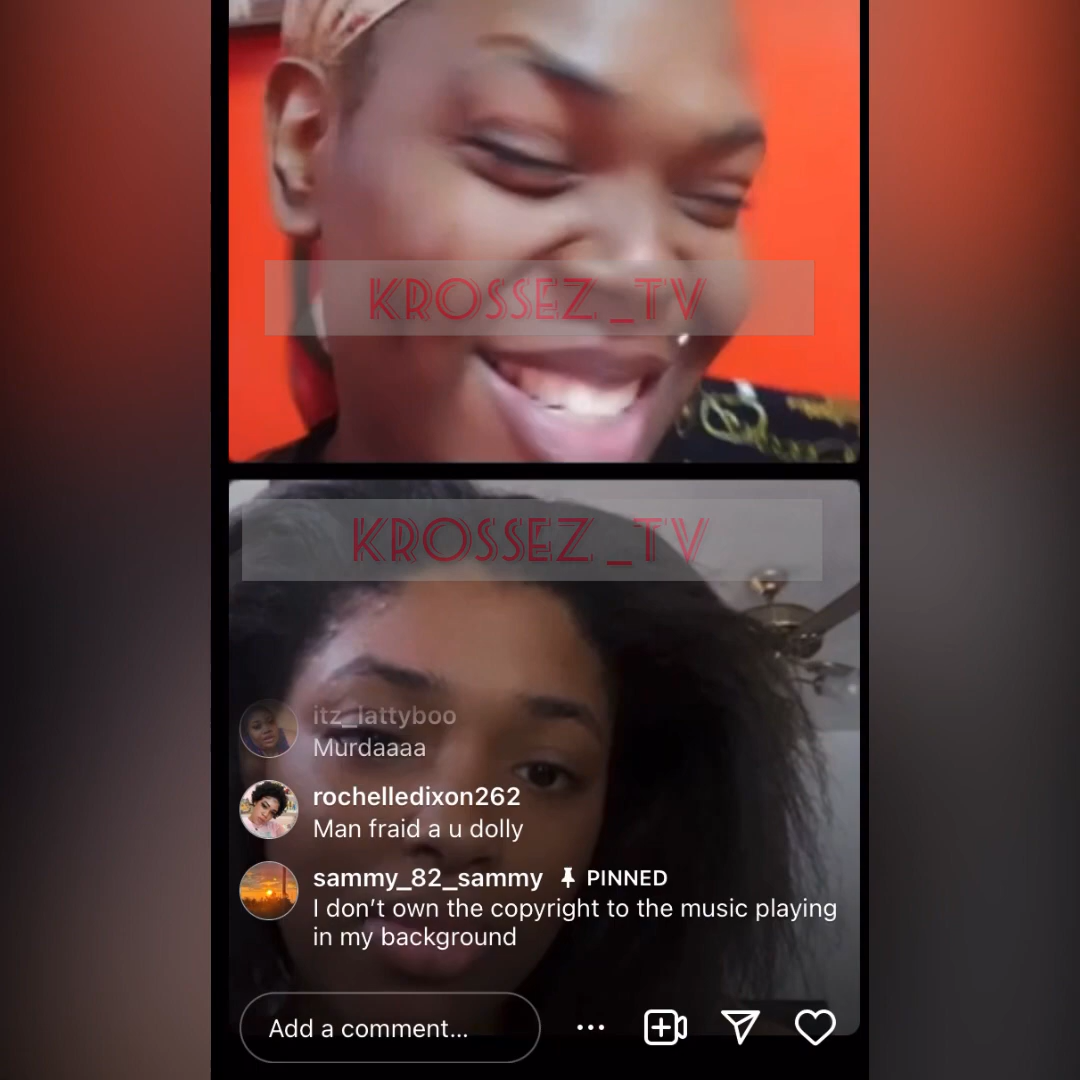 KROSSEZ_TV
KROSSEZ_TV
itz_lattyboo
Murdaaaa
rochelledixon262
Man fraid a u dolly
sammy_82_sammy PINNED
I don’t own the copyright to the music playing
in my background
Add a comment...